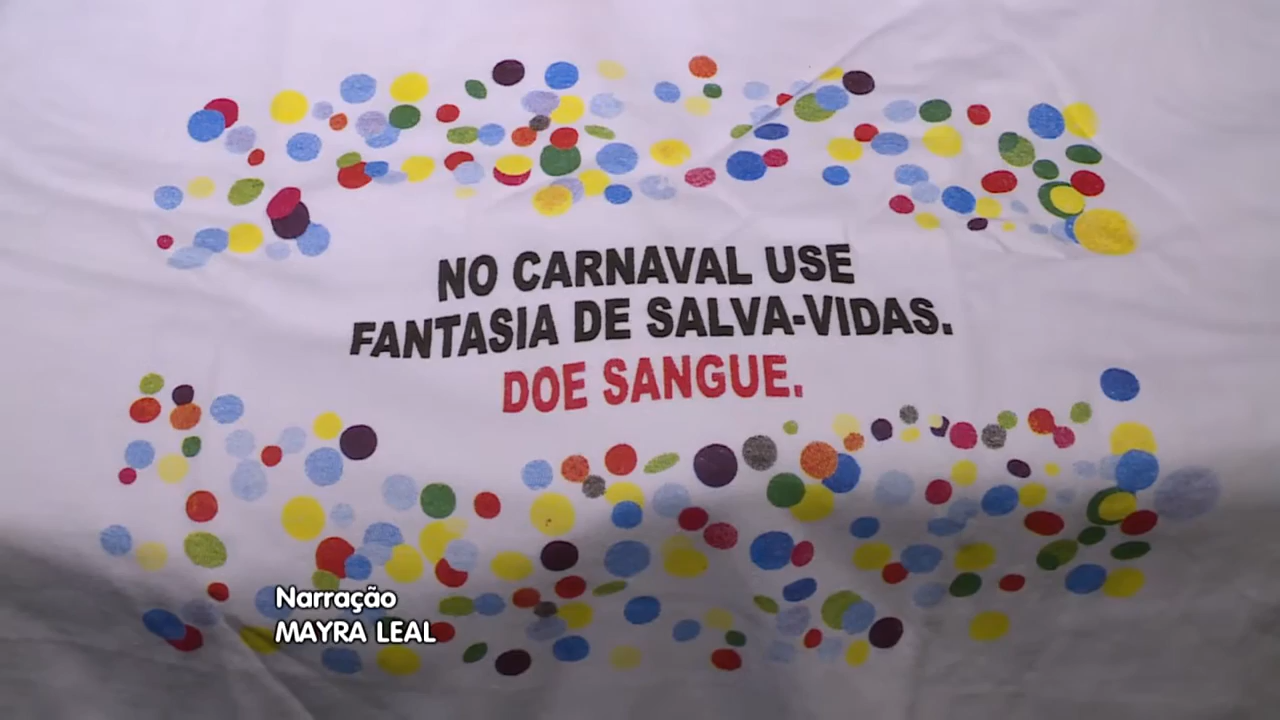 NO CARNAVAL USE
FANTASIA DE SALVA-VIDAS.
DOE SANGUE.
Narração
MAYRA LEAL